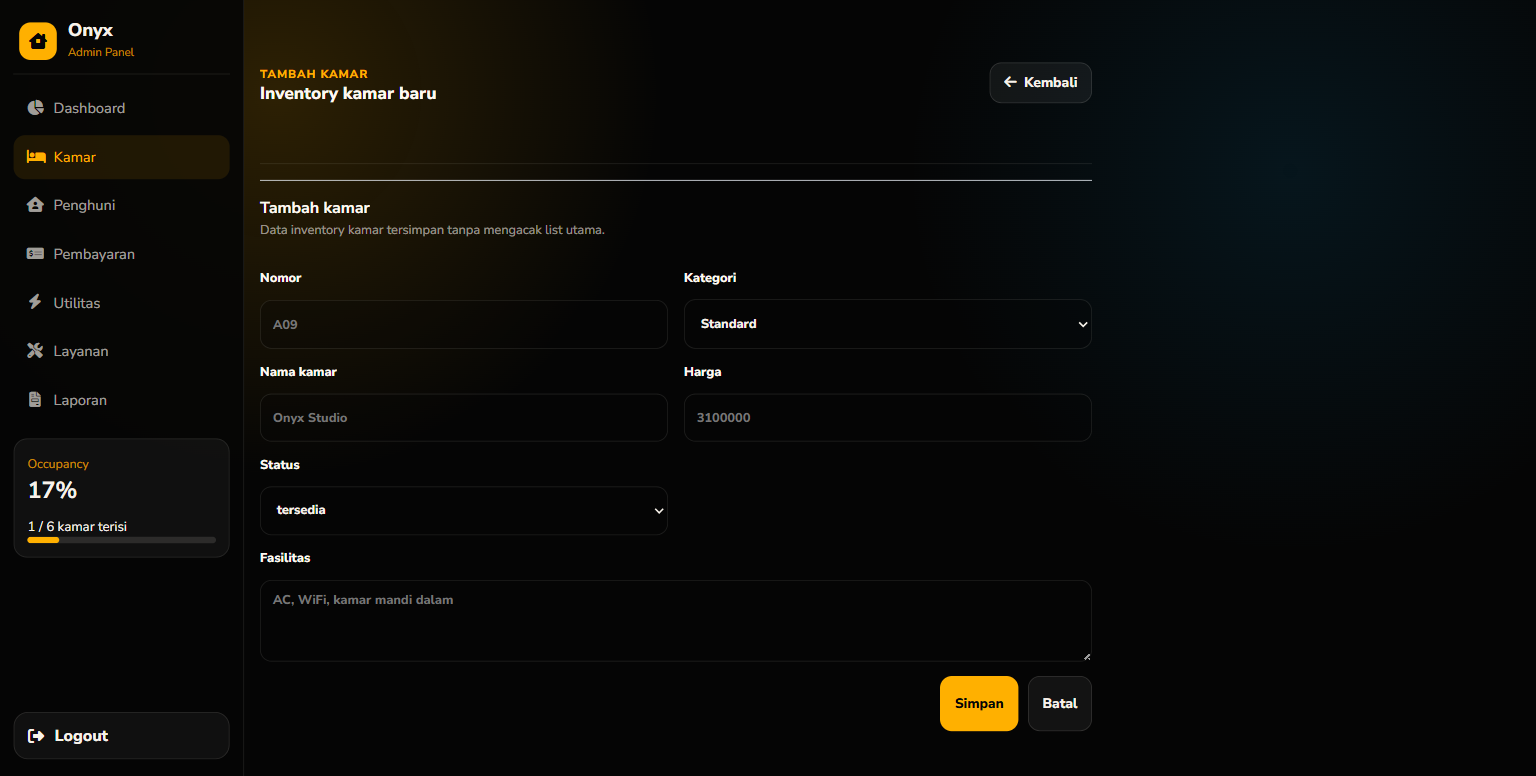 Onyx
Admin Panel
Dashboard
Kamar
Penghuni
Pembayaran
Utilitas
Layanan
Laporan
Occupancy
17%
1 / 6 kamar terisi
Logout
TAMBAH KAMAR
Inventory kamar baru
Kembali
Tambah kamar
Data inventory kamar tersimpan tanpa mengacak list utama.
Nomor
A09
Kategori
Standard
Nama kamar
Onyx Studio
Harga
3100000
Status
tersedia
Fasilitas
AC, WiFi, kamar mandi dalam
Simpan
Batal